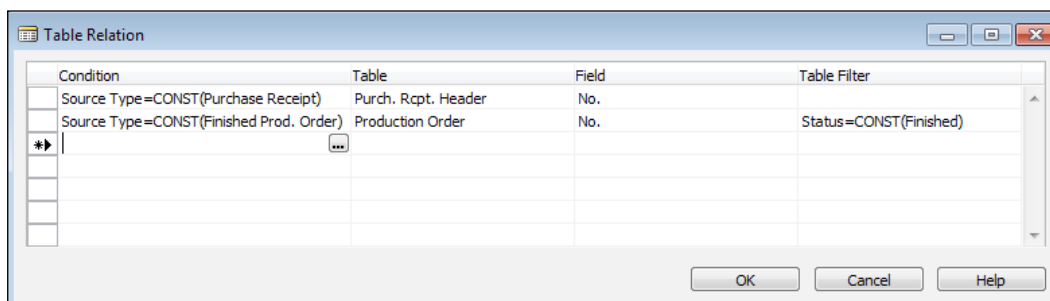 Table Relation
Condition Table Field Table Filter
Source Type=CONST(Purchase Receipt) Purch. Rcpt. Header No.
Source Type=CONST(Finished Prod. Order) Production Order No. Status=CONST(Finished)
...
OK Cancel Help